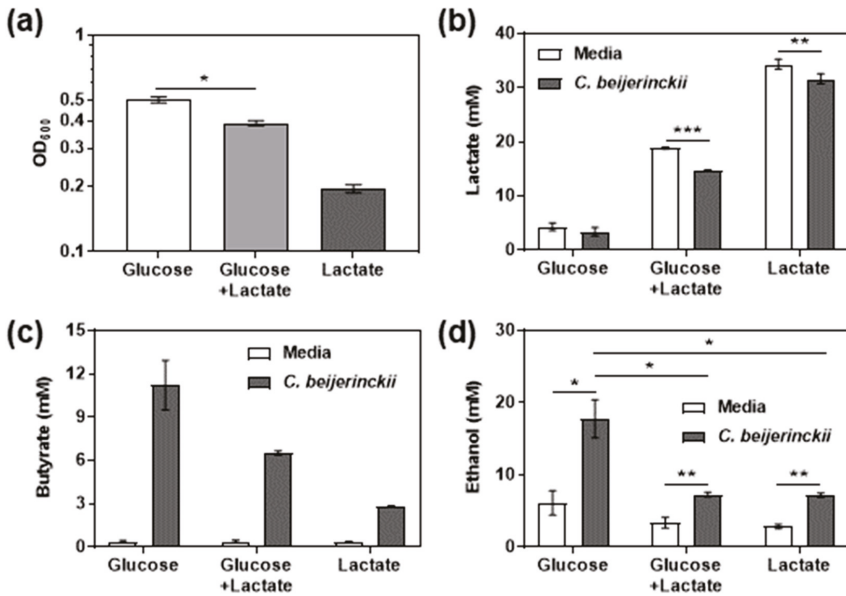 (a)
OD600
1
0.5
0.4
0.3
0.2
0.1
*
Glucose
Glucose
+Lactate
Lactate
(b)
Lactate (mM)
40
30
20
10
0
Media
C. beijerinckii
***
**
Glucose
Glucose
+Lactate
Lactate
(c)
Butyrate (mM)
15
12
9
6
3
0
Media
C. beijerinckii
Glucose
Glucose
+Lactate
Lactate
(d)
Ethanol (mM)
30
20
10
0
*
*
*
Media
C. beijerinckii
**
**
Glucose
Glucose
+Lactate
Lactate